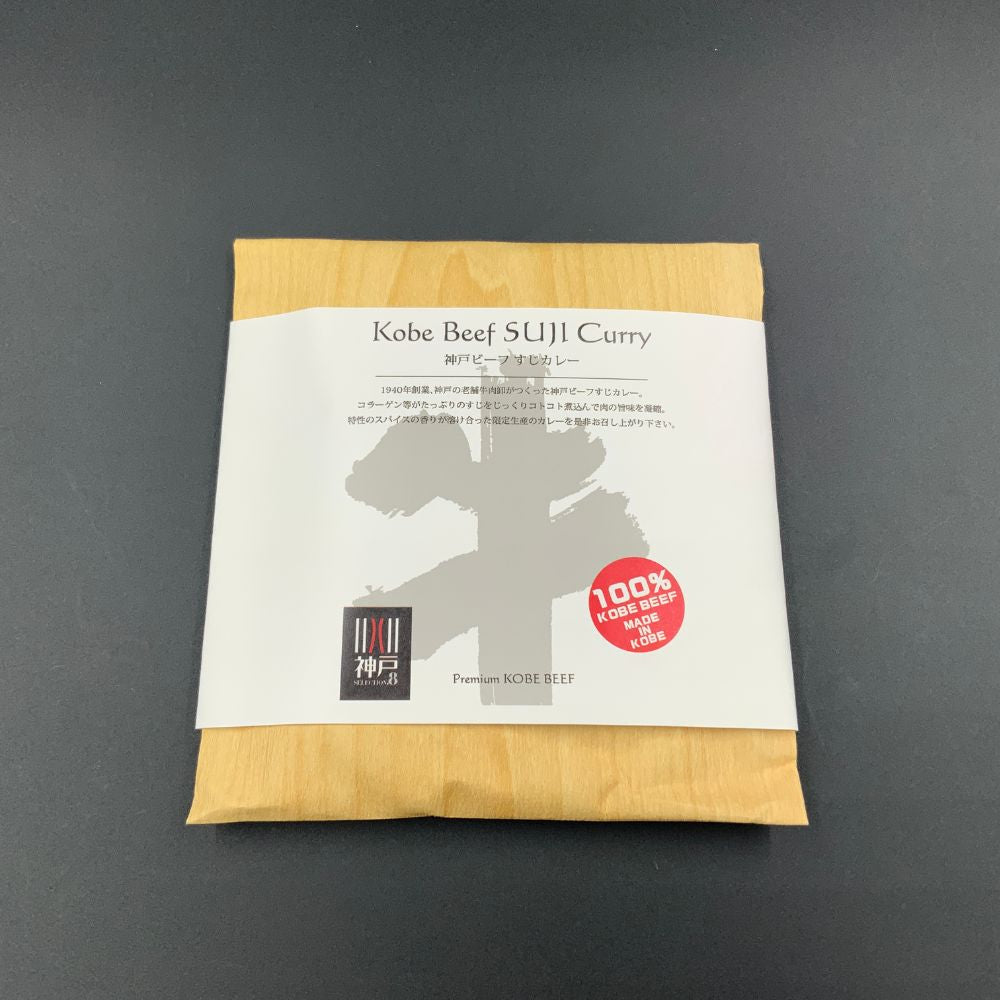 Kobe Beef SUJI Curry
神戸ビーフ すじカレー
1940年創業、神戸の老舗牛肉卸がつくった神戸ビーフすじカレー。
コラーゲン等がたっぷりのすじをじっくりコトコト煮込んで肉の旨味を凝縮。
特性のスパイスの香りが溶け合った限定生産のカレーを是非お召し上がり下さい。
牛
100%
KOBE BEEF
MADE
IN
KOBE
神戸
SELECTION.8
Premium KOBE BEEF